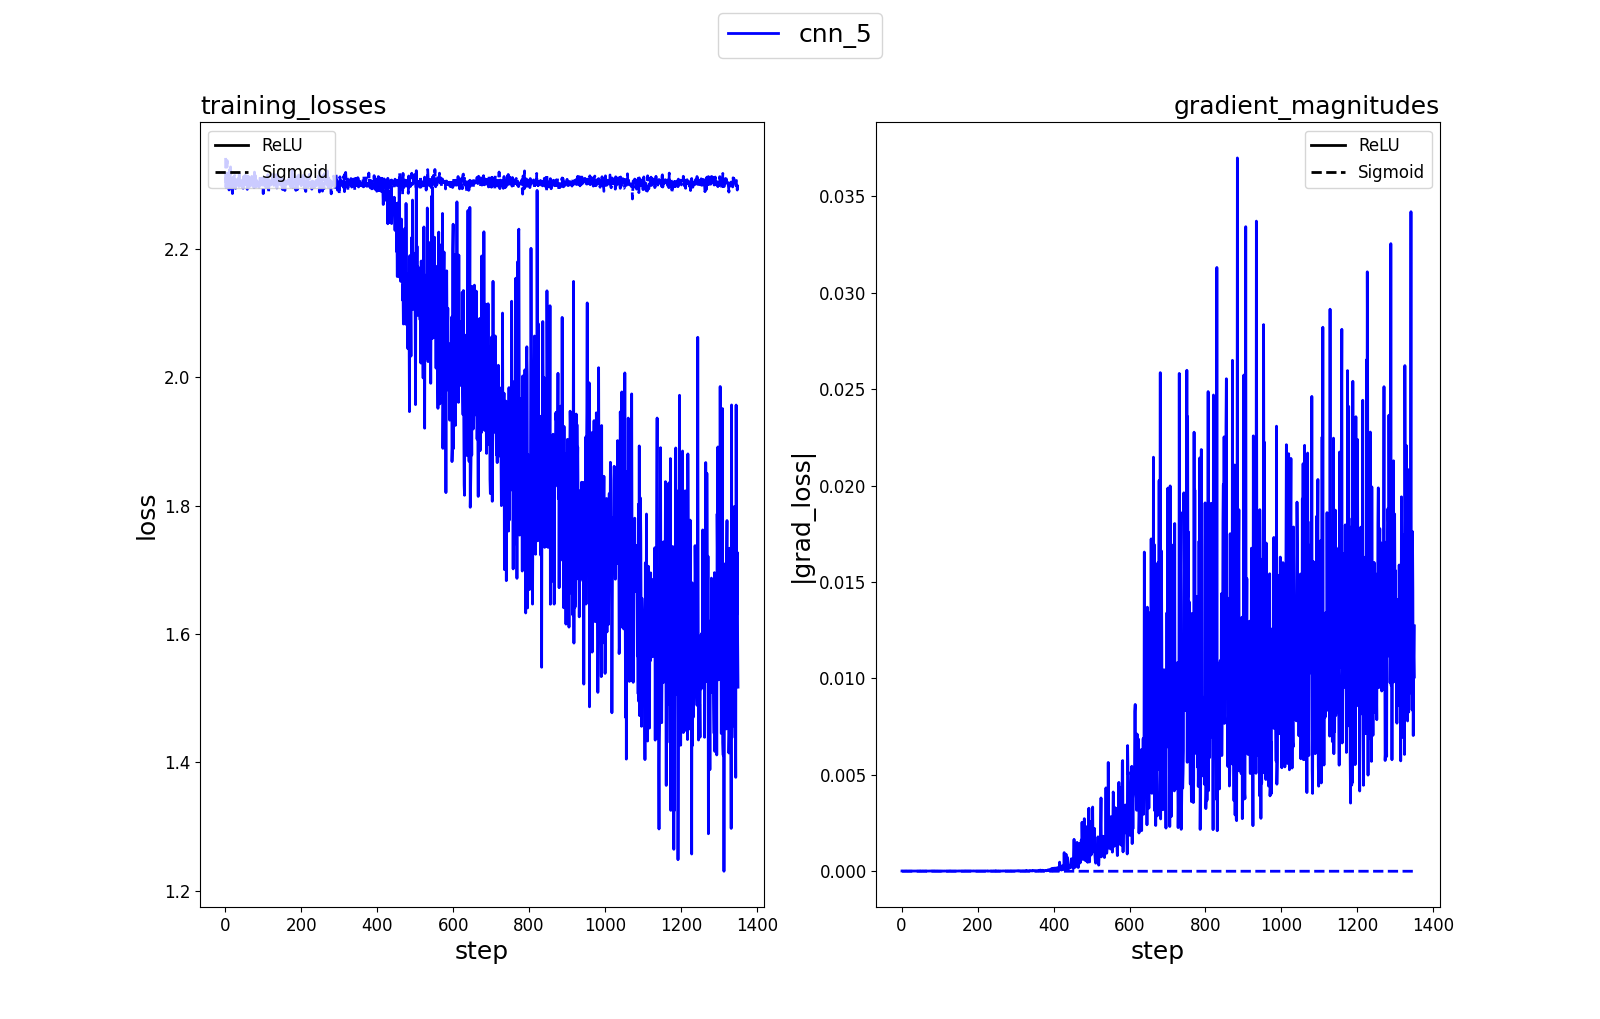 cnn_5
training_losses
ReLU
Sigmoid
2.2
2.0
1.8
1.6
1.4
1.2
loss
0 200 400 600 800 1000 1200 1400
step
gradient_magnitudes
ReLU
Sigmoid
0.035
0.030
0.025
0.020
0.015
0.010
0.005
0.000
|grad_loss|
0 200 400 600 800 1000 1200 1400
step